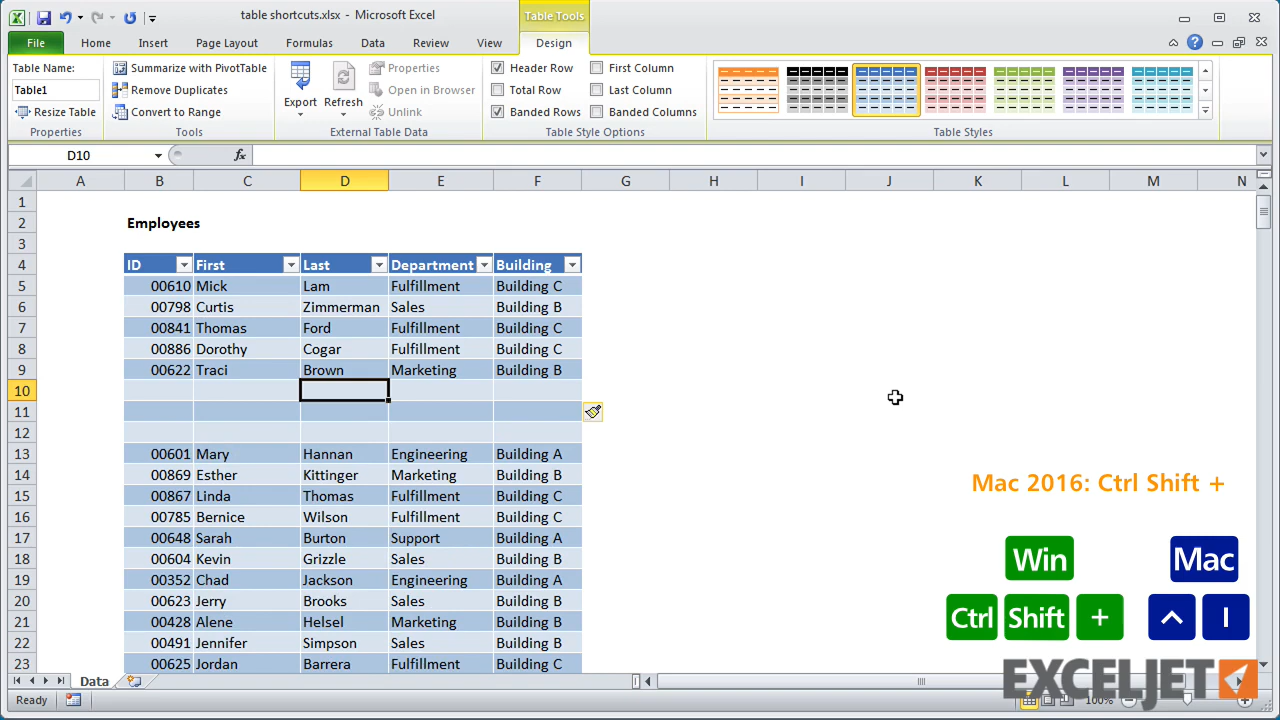 table shortcuts.xlsx - Microsoft Excel
Table Tools
File Home Insert Page Layout Formulas Data Review View Design
Table Name:
Table1
Resize Table
Properties
Summarize with PivotTable
Remove Duplicates
Convert to Range
Tools
Export
Refresh
Properties
Open in Browser
Unlink
External Table Data
Header Row
Total Row
Banded Rows
First Column
Last Column
Banded Columns
Table Style Options
Table Styles
D10
fx
A B C D E F G H I J K L M N
1
2 Employees
3
4 ID First Last Department Building
5 00610 Mick Lam Fulfillment Building C
6 00798 Curtis Zimmerman Sales Building B
7 00841 Thomas Ford Fulfillment Building C
8 00886 Dorothy Cogar Fulfillment Building C
9 00622 Traci Brown Marketing Building B
10
11
12
13 00601 Mary Hannan Engineering Building A
14 00869 Esther Kittinger Marketing Building B
15 00867 Linda Thomas Fulfillment Building C
16 00785 Bernice Wilson Fulfillment Building C
17 00648 Sarah Burton Support Building A
18 00604 Kevin Grizzle Sales Building B
19 00352 Chad Jackson Engineering Building A
20 00623 Jerry Brooks Sales Building B
21 00428 Alene Helsel Marketing Building B
22 00491 Jennifer Simpson Sales Building B
23 00625 Jordan Barrera Fulfillment Building C
Mac 2016: Ctrl Shift +
Win Mac
Ctrl Shift + ^ I
Data
EXCELJET
Ready
100%